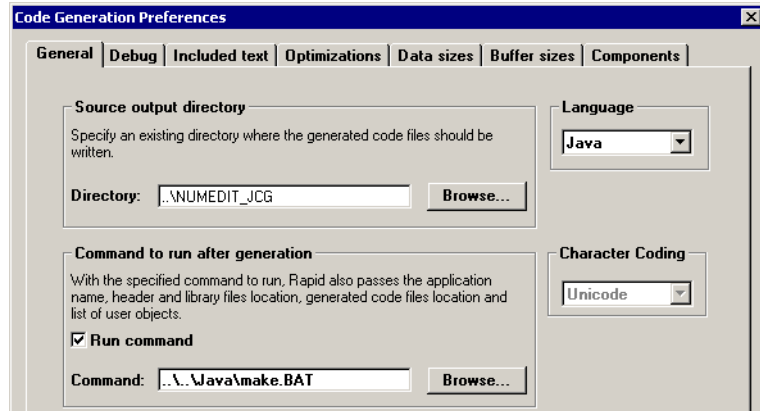 Code Generation Preferences
General Debug Included text Optimizations Data sizes Buffer sizes Components
Source output directory
Specify an existing directory where the generated code files should be
written.
Directory: ..\NUMEDIT_JCG Browse...
Language
Java
Command to run after generation
With the specified command to run, Rapid also passes the application
name, header and library files location, generated code files location and
list of user objects.
Run command
Command: ..\..\Java\make.BAT Browse...
Character Coding
Unicode